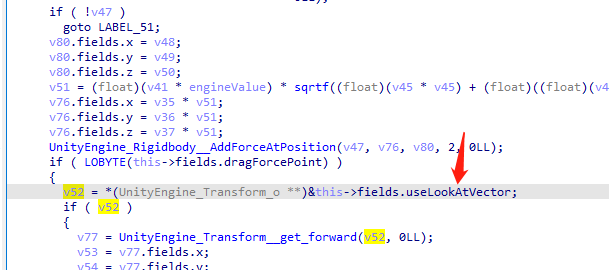 if ( !v47 )
goto LABEL_51;
v80.fields.x = v48;
v80.fields.y = v49;
v80.fields.z = v50;
v51 = (float)(v41 * engineValue) * sqrtf((float)(v45 * v45) + (float)((float)(v4
v76.fields.x = v35 * v51;
v76.fields.y = v36 * v51;
v76.fields.z = v37 * v51;
UnityEngine_Rigidbody__AddForceAtPosition(v47, v76, v80, 2, 0LL);
if ( LOBYTE(this->fields.dragForcePoint) )
{
v52 = *(UnityEngine_Transform_o **)&this->fields.useLookAtVector;
if ( v52 )
{
v77 = UnityEngine_Transform__get_forward(v52, 0LL);
v53 = v77.fields.x;
v54 = v77.fields.y;